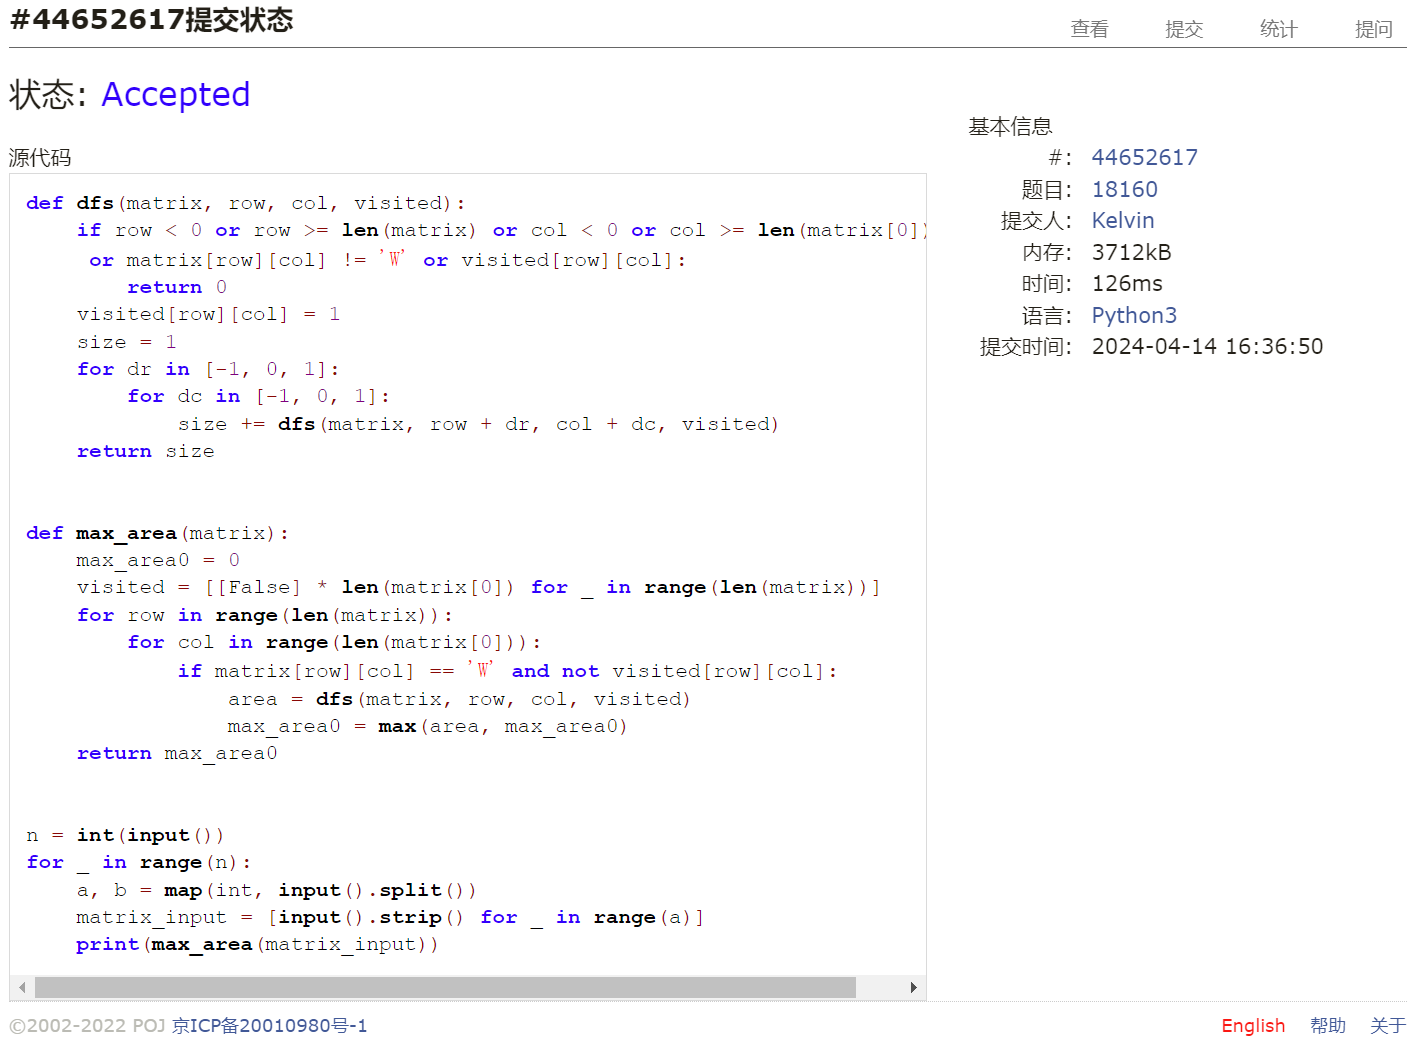 #44652617提交状态
查看 提交 统计 提问
状态: Accepted
源代码
def dfs(matrix, row, col, visited):
    if row < 0 or row >= len(matrix) or col < 0 or col >= len(matrix[0])
     or matrix[row][col] != 'W' or visited[row][col]:
        return 0
    visited[row][col] = 1
    size = 1
    for dr in [-1, 0, 1]:
        for dc in [-1, 0, 1]:
            size += dfs(matrix, row + dr, col + dc, visited)
    return size
def max_area(matrix):
    max_area0 = 0
    visited = [[False] * len(matrix[0]) for _ in range(len(matrix))]
    for row in range(len(matrix)):
        for col in range(len(matrix[0])):
            if matrix[row][col] == 'W' and not visited[row][col]:
                area = dfs(matrix, row, col, visited)
                max_area0 = max(area, max_area0)
    return max_area0
n = int(input())
for _ in range(n):
    a, b = map(int, input().split())
    matrix_input = [input().strip() for _ in range(a)]
    print(max_area(matrix_input))
基本信息
#: 44652617
题目: 18160
提交人: Kelvin
内存: 3712kB
时间: 126ms
语言: Python3
提交时间: 2024-04-14 16:36:50
©2002-2022 POJ 京ICP备20010980号-1
English 帮助 关于